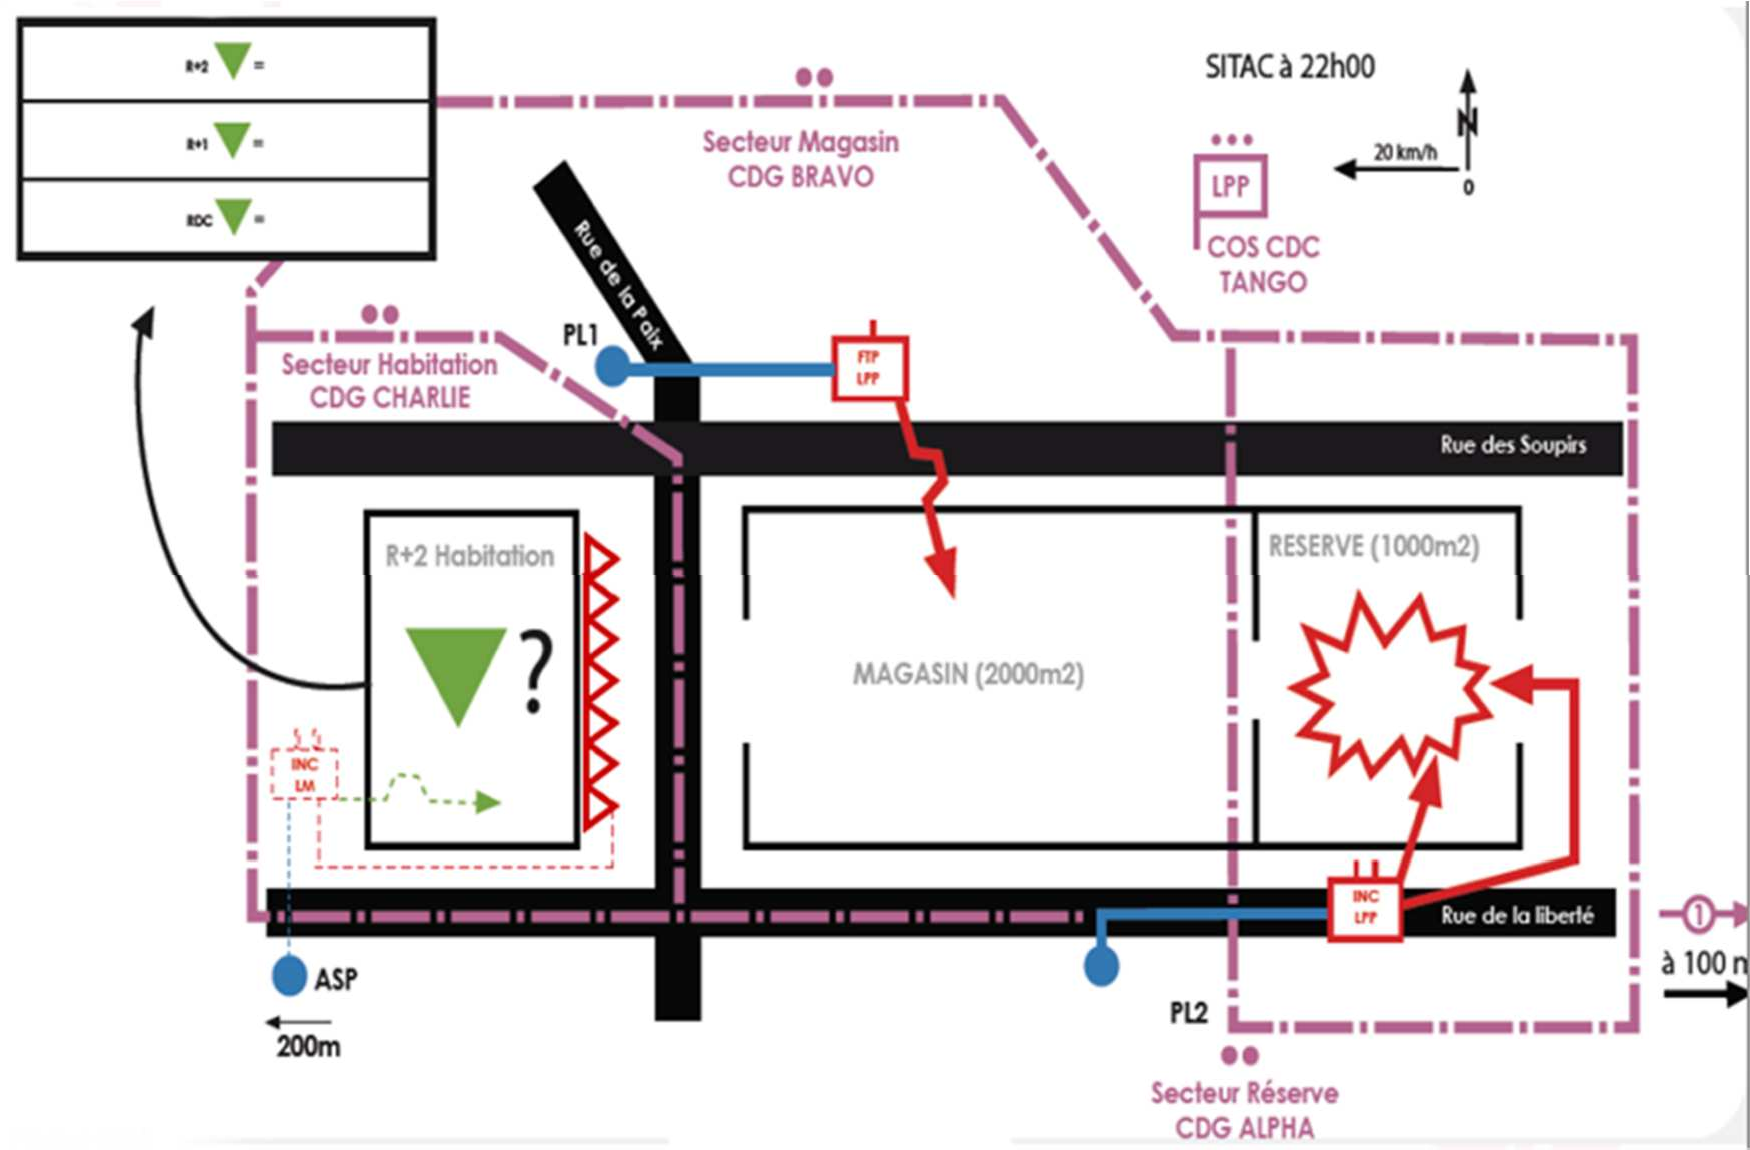 R+2 =
R+1 =
RDC =
SITAC à 22h00
N
20 km/h
0
Secteur Magasin
CDG BRAVO
LPP
COS CDC
TANGO
Rue de la Paix
PL1
Secteur Habitation
CDG CHARLIE
FTP
LPP
Rue des Soupirs
R+2 Habitation
?
RESERVE (1000m2)
MAGASIN (2000m2)
INC
LM
INC
LPP
Rue de la liberté
1
à 100
ASP
200m
PL2
Secteur Réserve
CDG ALPHA